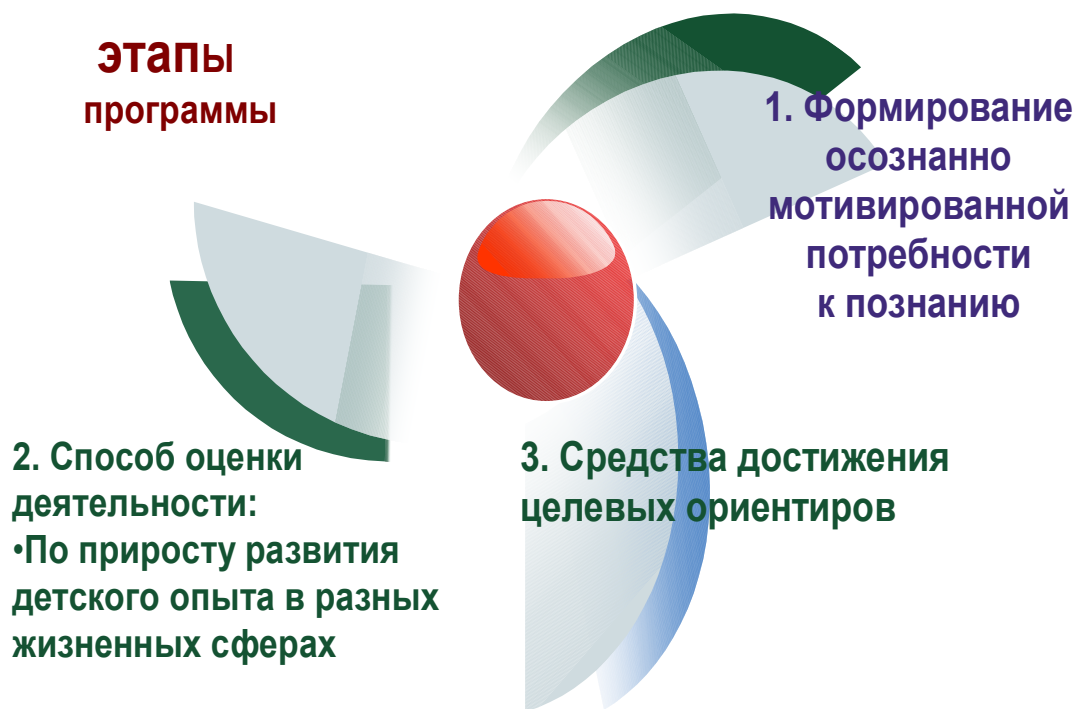 этапы
программы
1. Формирование
осознанно
мотивированной
потребности
к познанию
2. Способ оценки
деятельности:
•По приросту развития
детского опыта в разных
жизненных сферах
3. Средства достижения
целевых ориентиров